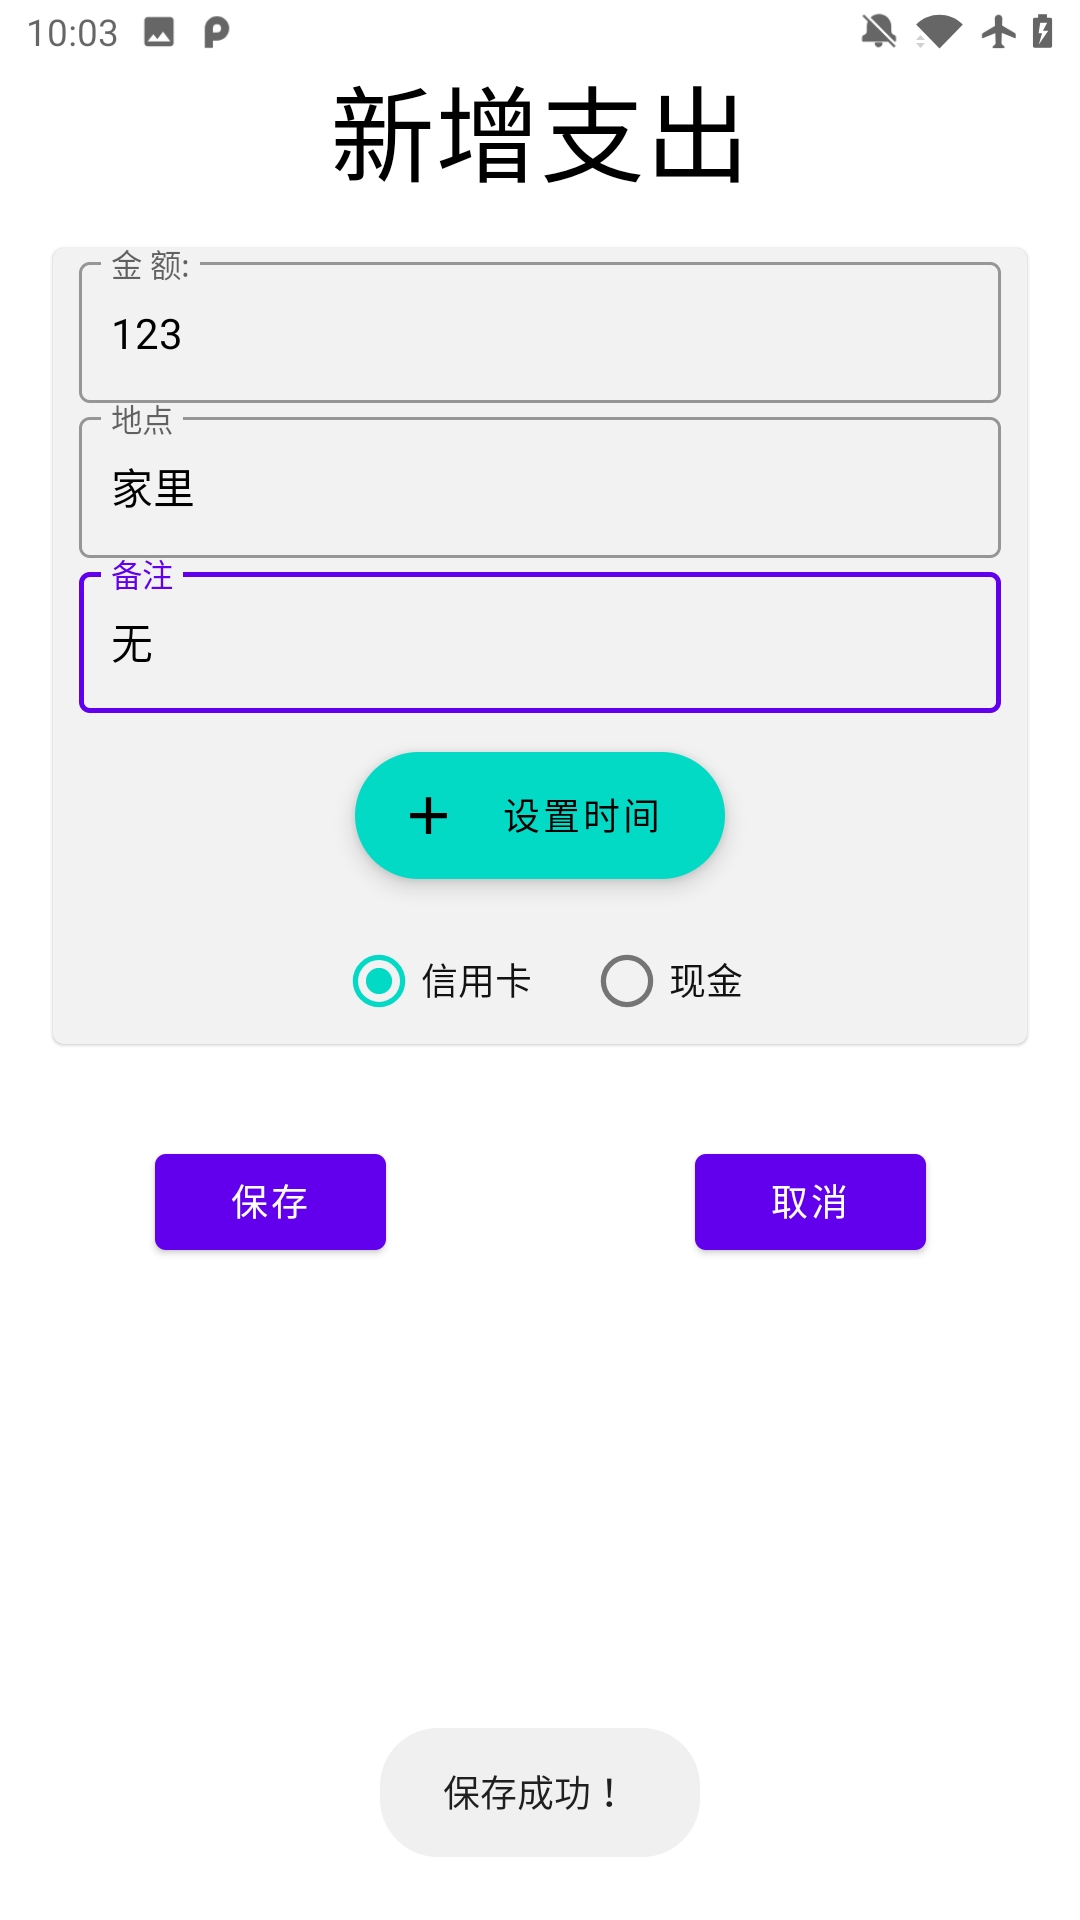 10:03
新增支出
金 额:
123
地点
家里
备注
无
设置时间
信用卡 现金
保存 取消
保存成功！